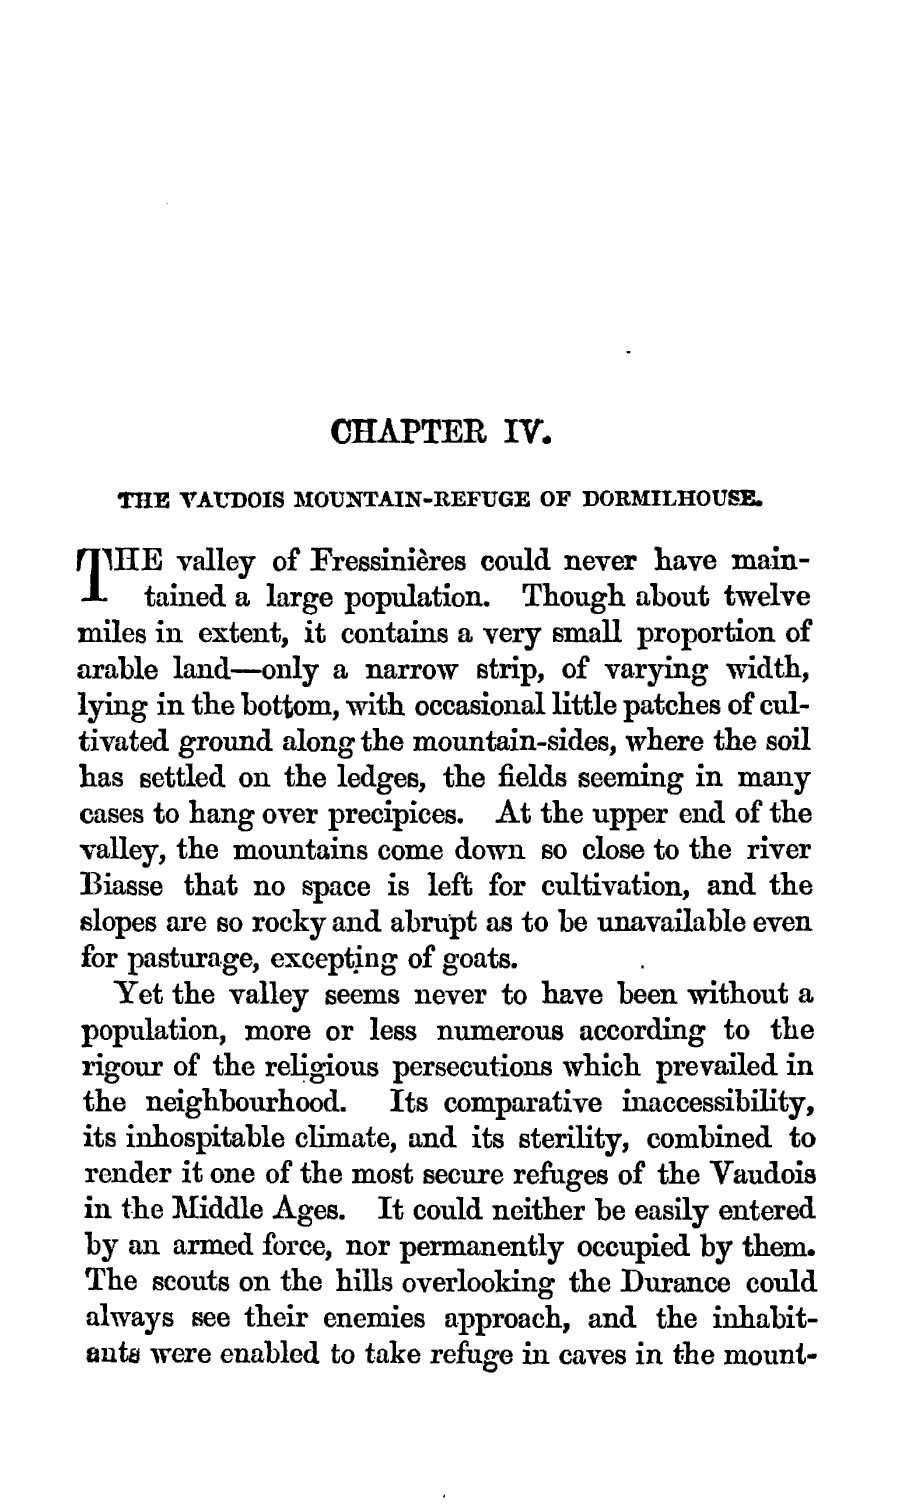 CHAPTER IV.
THE VAUDOIS MOUNTAIN-REFUGE OF DORMILHOUSE.
THE valley of Fressinières could never have main-
tained a large population. Though about twelve
miles in extent, it contains a very small proportion of
arable land—only a narrow strip, of varying width,
lying in the bottom, with occasional little patches of cul-
tivated ground along the mountain-sides, where the soil
has settled on the ledges, the fields seeming in many
cases to hang over precipices. At the upper end of the
valley, the mountains come down so close to the river
Biasse that no space is left for cultivation, and the
slopes are so rocky and abrupt as to be unavailable even
for pasturage, excepting of goats.
Yet the valley seems never to have been without a
population, more or less numerous according to the
rigour of the religious persecutions which prevailed in
the neighbourhood. Its comparative inaccessibility,
its inhospitable climate, and its sterility, combined to
render it one of the most secure refuges of the Vaudois
in the Middle Ages. It could neither be easily entered
by an armed force, nor permanently occupied by them.
The scouts on the hills overlooking the Durance could
always see their enemies approach, and the inhabit-
ants were enabled to take refuge in caves in the mount-